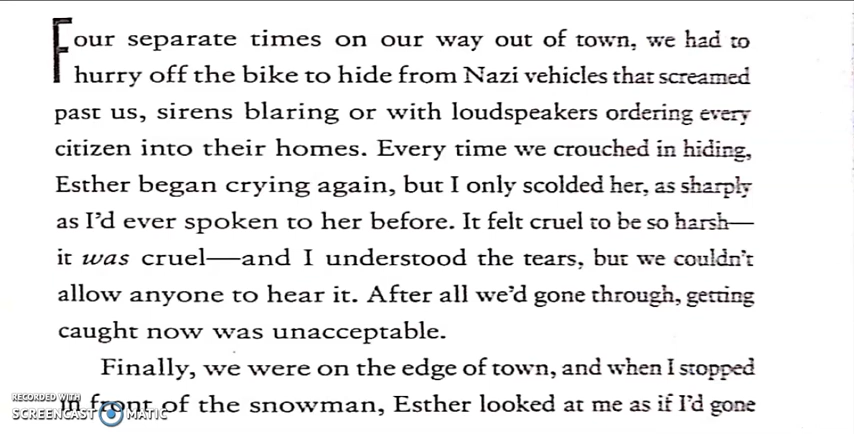 Four separate times on our way out of town, we had to
hurry off the bike to hide from Nazi vehicles that screamed
past us, sirens blaring or with loudspeakers ordering every
citizen into their homes. Every time we crouched in hiding,
Esther began crying again, but I only scolded her, as sharply
as I’d ever spoken to her before. It felt cruel to be so harsh—
it was cruel—and I understood the tears, but we couldn’t
allow anyone to hear it. After all we’d gone through, getting
caught now was unacceptable.
Finally, we were on the edge of town, and when I stopped
in front of the snowman, Esther looked at me as if I’d gone
RECORDED WITH
SCREENCAST MATIC